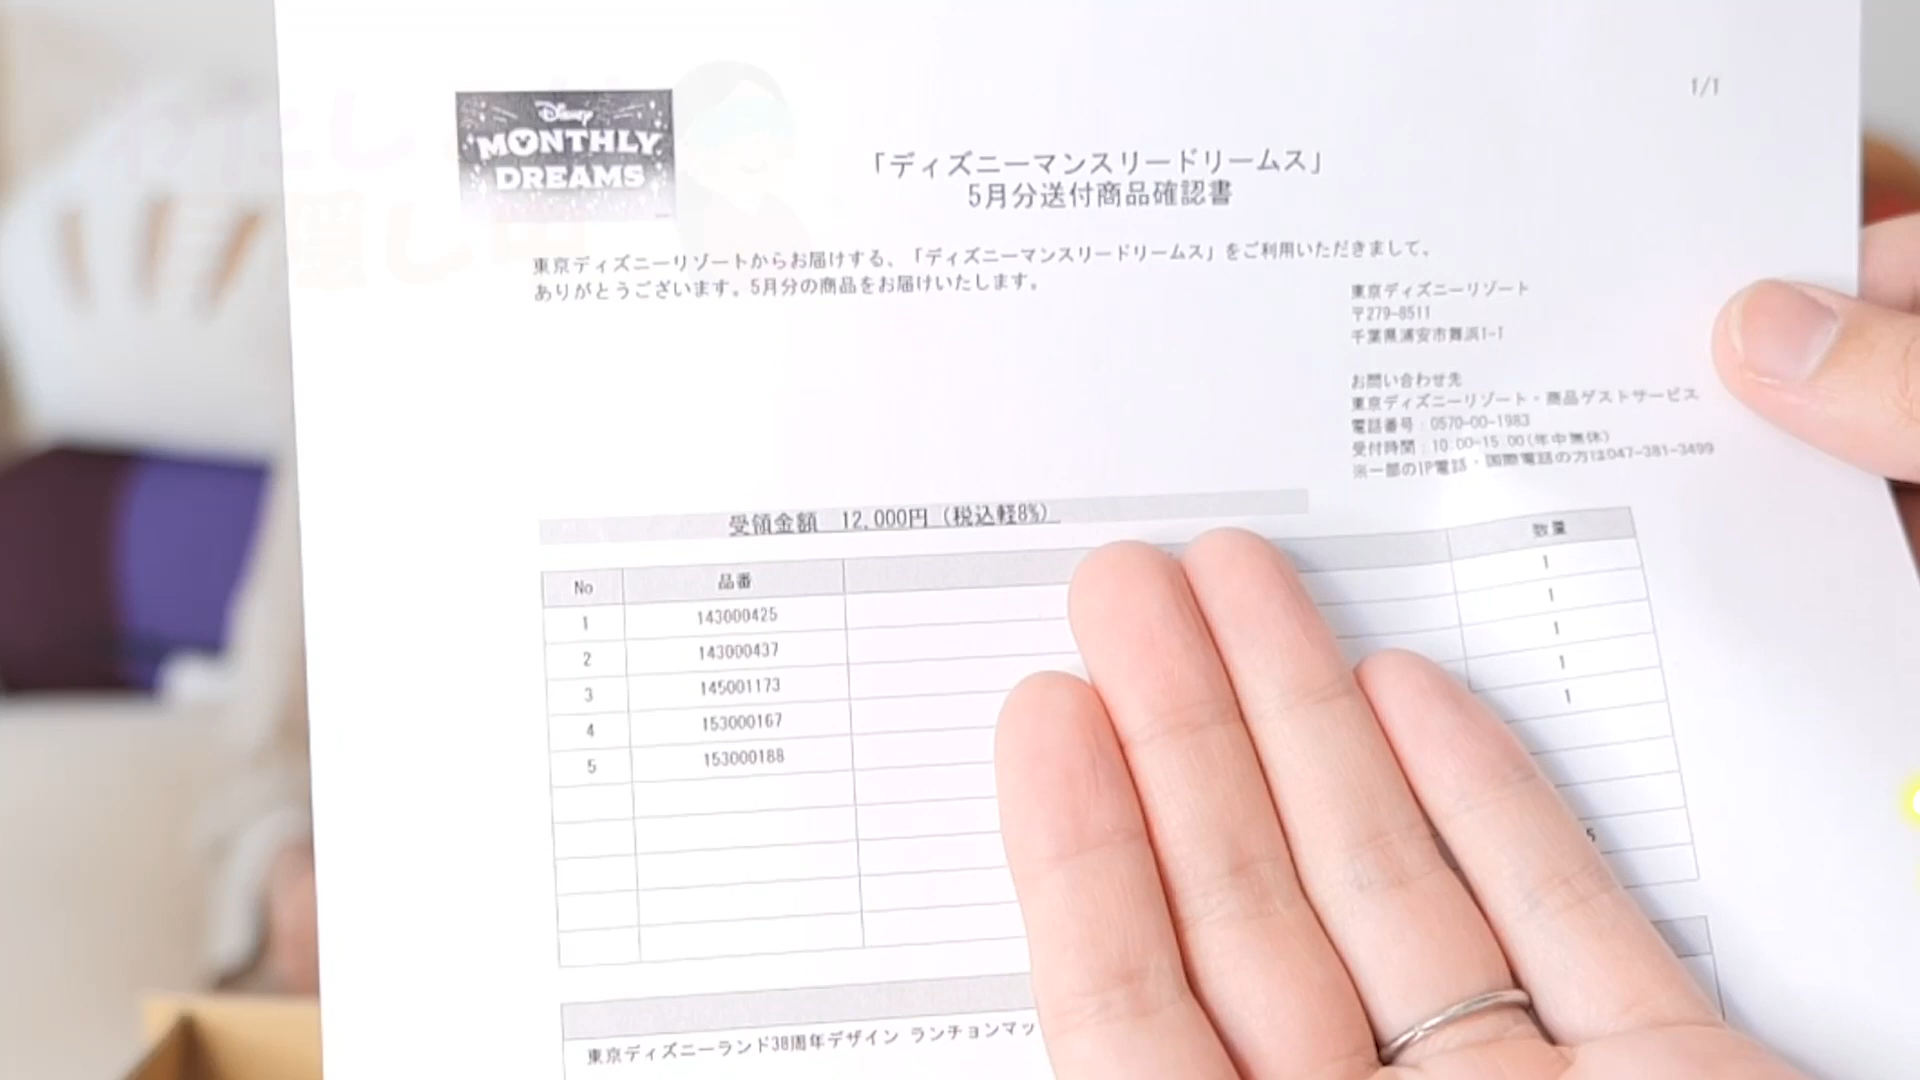 1/1
Disney
MONTHLY
DREAMS
「ディズニーマンスリードリームス」
5月分送付商品確認書
東京ディズニーリゾートからお届けする、「ディズニーマンスリードリームス」をご利用いただきまして、
ありがとうございます。5月分の商品をお届けいたします。
東京ディズニーリゾート
〒279-8511
千葉県浦安市舞浜1-1
お問い合わせ先
東京ディズニーリゾート・商品ゲストサービス
電話番号:0570-00-1983
受付時間:10:00-15:00(年中無休)
※一部のIP電話・国際電話の方は047-381-3499
受領金額 12,000円 (税込軽8%)
No 品番 数量
1 143000425 1
2 143000437 1
3 145001173 1
4 153000167 1
5 153000188 1
5
東京ディズニーランド38周年デザイン ランチョンマッ